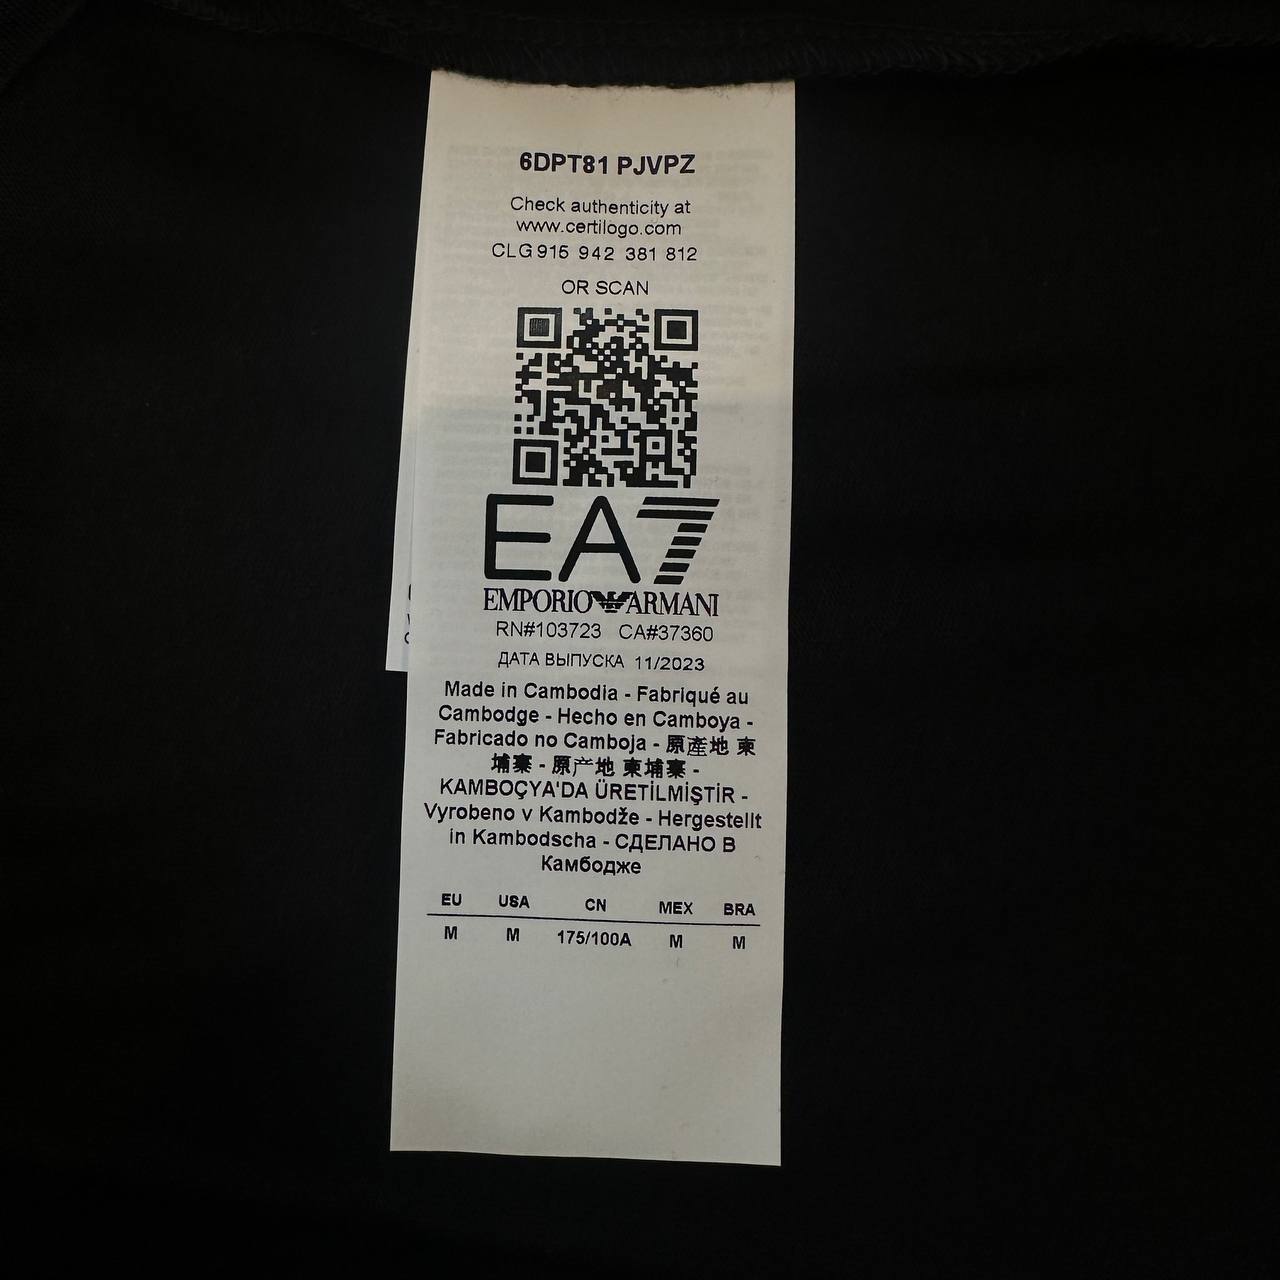 6DPT81 PJVPZ
Check authenticity at
www.certilogo.com
CLG 915 942 381 812
OR SCAN
EA7
EMPORIO ARMANI
RN#103723 CA#37360
ДАТА ВЫПУСКА 11/2023
Made in Cambodia - Fabriqué au
Cambodge - Hecho en Camboya -
Fabricado no Camboja - 原產地 柬
埔寨 - 原产地 柬埔寨 -
KAMBOÇYA'DA ÜRETİLMİŞTİR -
Vyrobeno v Kambodže - Hergestellt
in Kambodscha - СДЕЛАНО В
Камбодже
EU USA CN MEX BRA
M M 175/100A M M